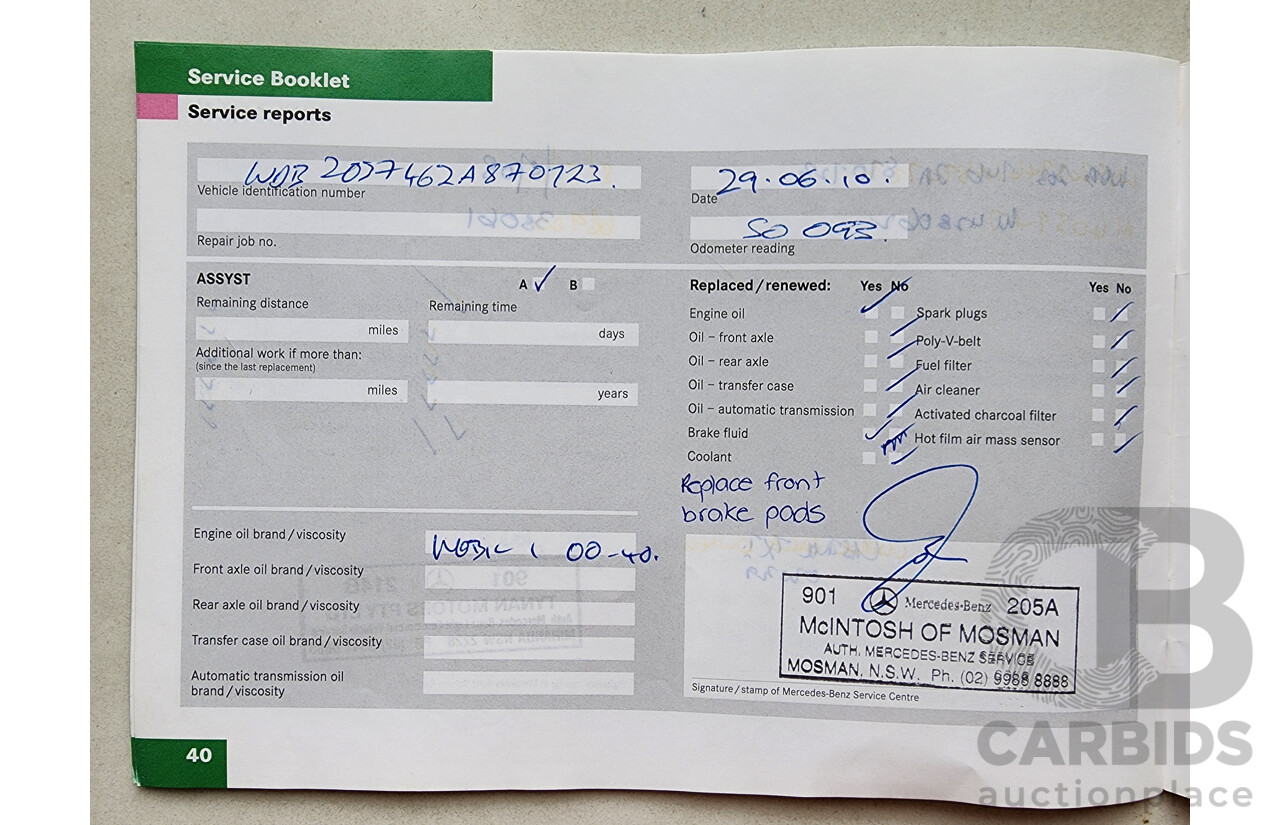 Service Booklet
Service reports
WDB 2037462A870123.
Vehicle identification number
29.06.10.
Date
Repair job no.
50 093.
Odometer reading
ASSYST
A ✓ B
Remaining distance
Remaining time
miles
days
Additional work if more than:
(since the last replacement)
miles
years
Replaced / renewed: Yes No
Yes No
Engine oil
Spark plugs
Oil – front axle
Poly-V-belt
Oil – rear axle
Fuel filter
Oil – transfer case
Air cleaner
Oil – automatic transmission
Activated charcoal filter
Brake fluid
Hot film air mass sensor
Coolant
Replace front
brake pads
Engine oil brand / viscosity
MOBIL 1 00-40.
Front axle oil brand / viscosity
Rear axle oil brand / viscosity
Transfer case oil brand / viscosity
Automatic transmission oil
brand / viscosity
901 Mercedes-Benz 205A
McINTOSH OF MOSMAN
AUTH. MERCEDES-BENZ SERVICE
MOSMAN, N.S.W. Ph. (02) 9988 8888
Signature / stamp of Mercedes-Benz Service Centre
40
CARBIDS
auctionplace